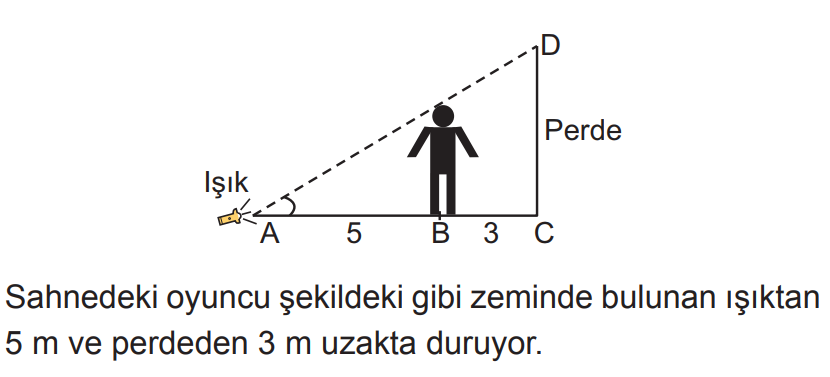 D
Perde
Işık
A 5 B 3 C
Sahnedeki oyuncu şekildeki gibi zeminde bulunan ışıktan
5 m ve perdeden 3 m uzakta duruyor.